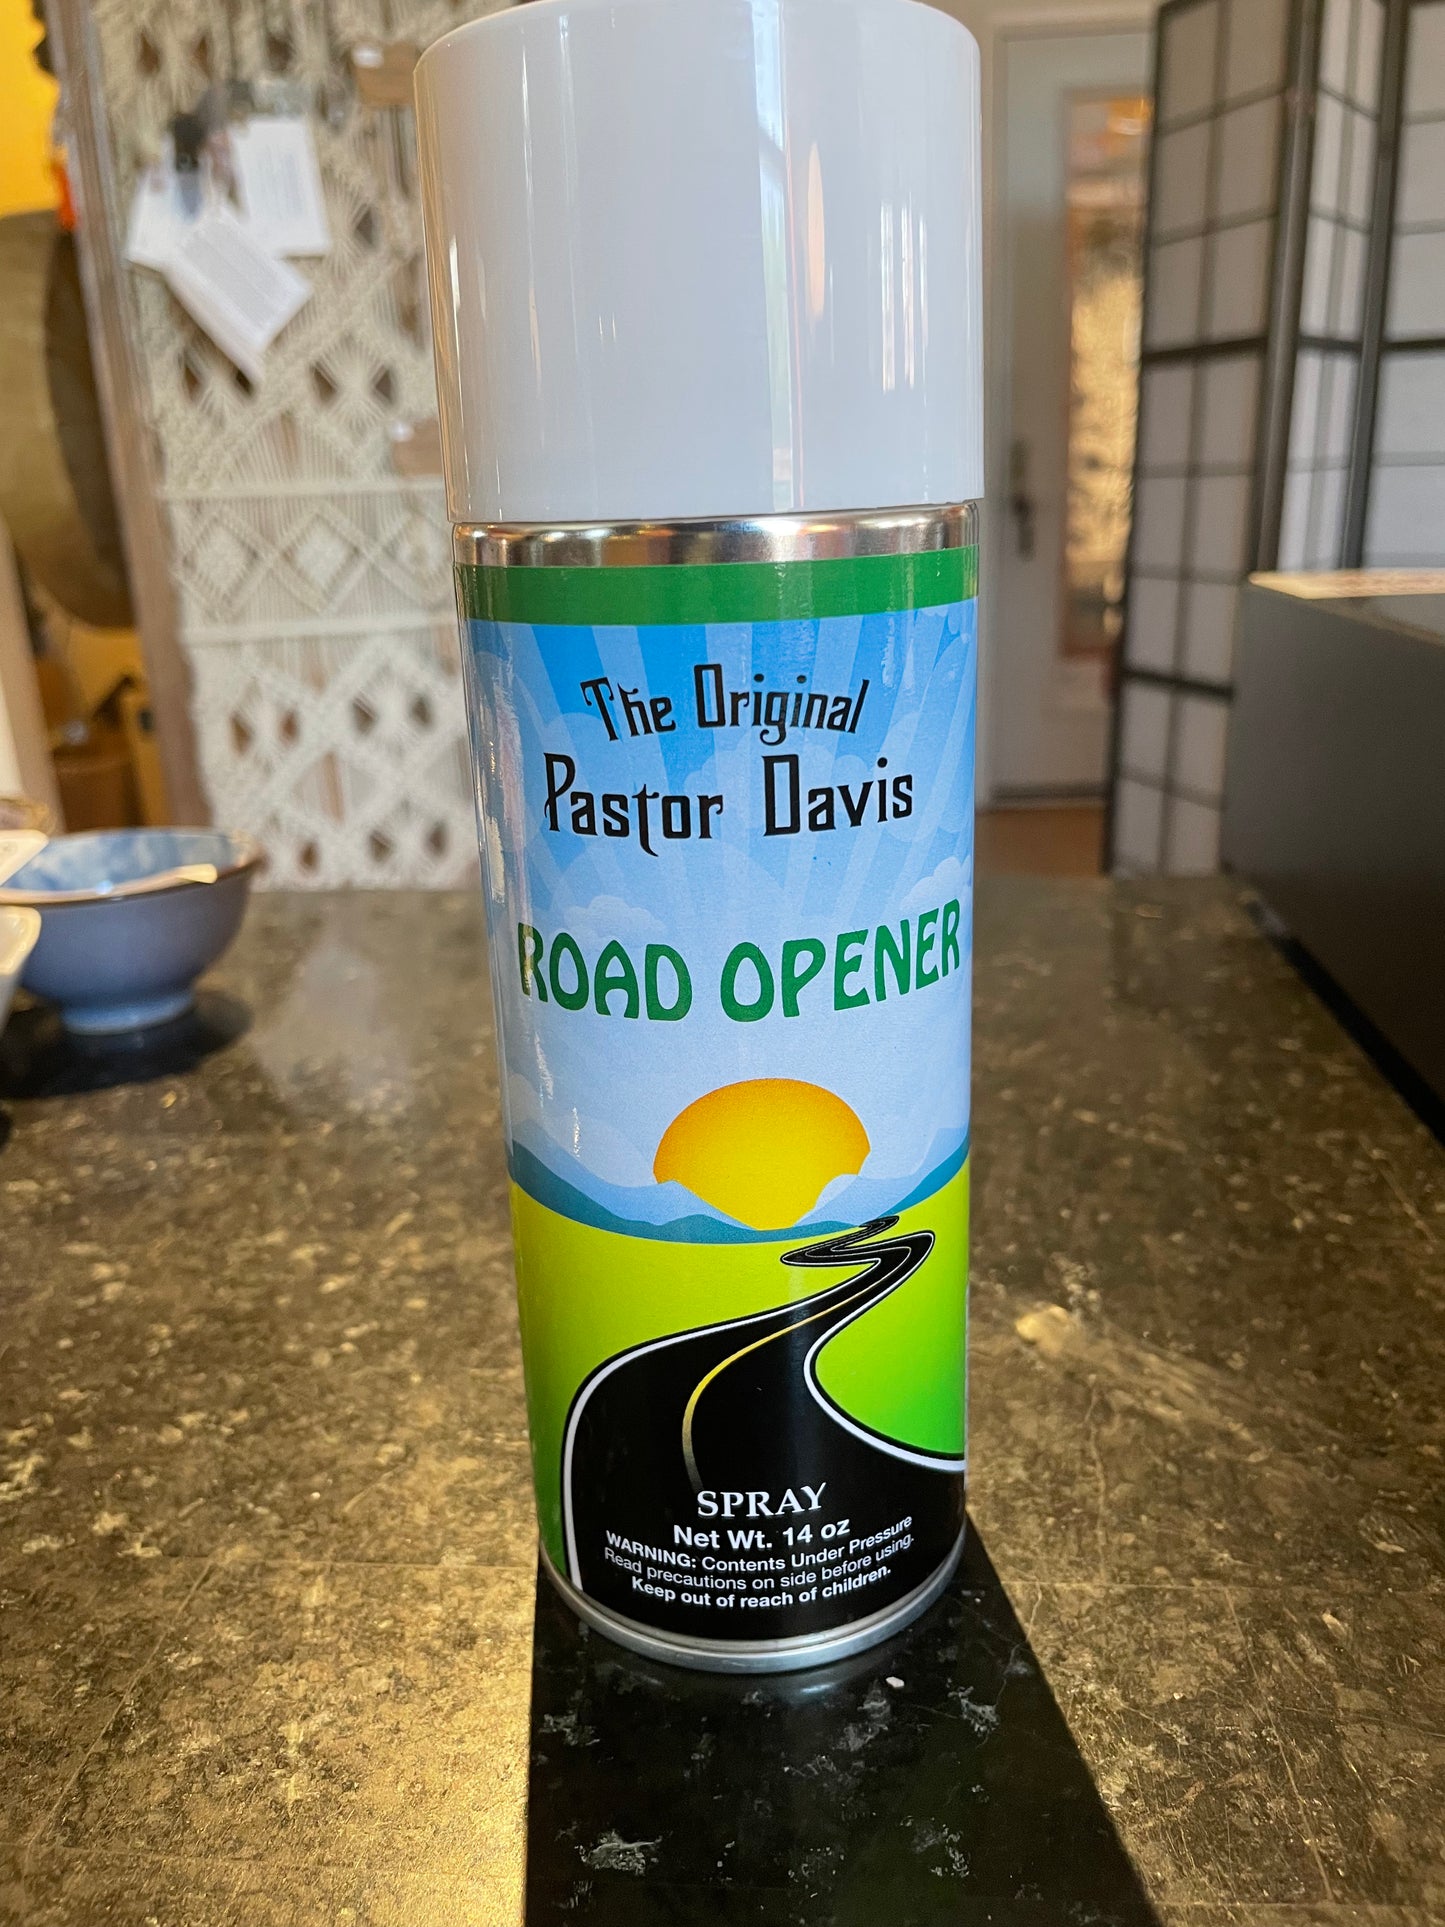 The Original
Pastor Davis
ROAD OPENER
SPRAY
Net Wt. 14 oz
WARNING: Contents Under Pressure
Read precautions on side before using.
Keep out of reach of children.